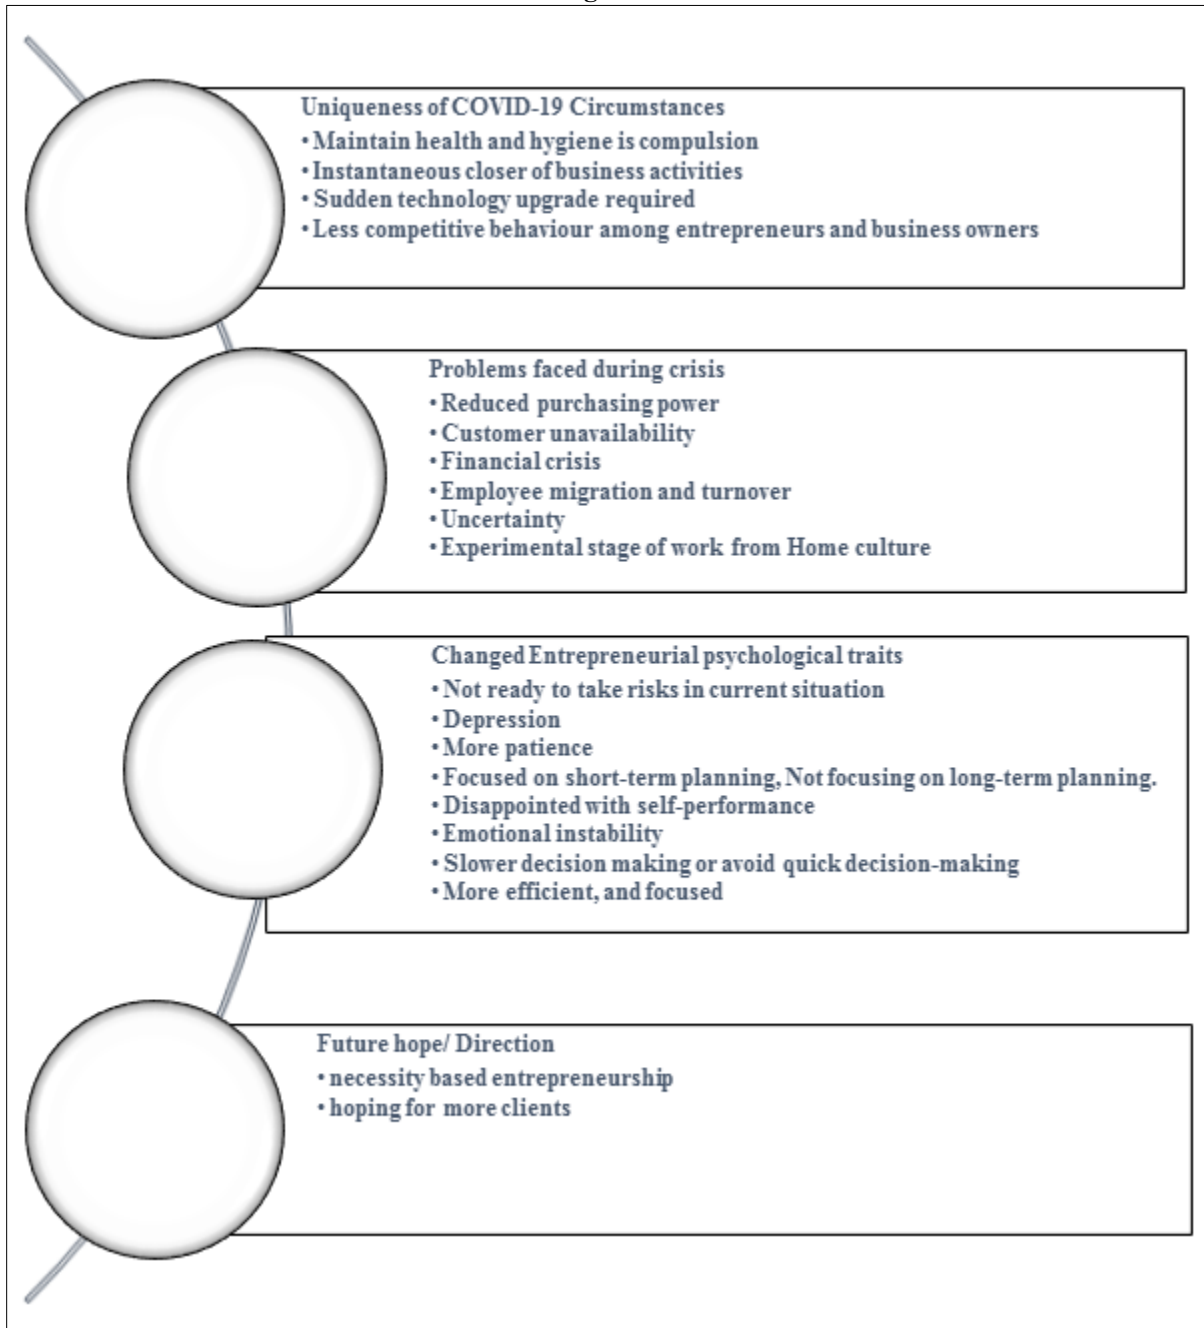 Uniqueness of COVID-19 Circumstances
• Maintain health and hygiene is compulsion
• Instantaneous closer of business activities
• Sudden technology upgrade required
• Less competitive behaviour among entrepreneurs and business owners
Problems faced during crisis
• Reduced purchasing power
• Customer unavailability
• Financial crisis
• Employee migration and turnover
• Uncertainty
• Experimental stage of work from Home culture
Changed Entrepreneurial psychological traits
• Not ready to take risks in current situation
• Depression
• More patience
• Focused on short-term planning, Not focusing on long-term planning.
• Disappointed with self-performance
• Emotional instability
• Slower decision making or avoid quick decision-making
• More efficient, and focused
Future hope/ Direction
• necessity based entrepreneurship
• hoping for more clients